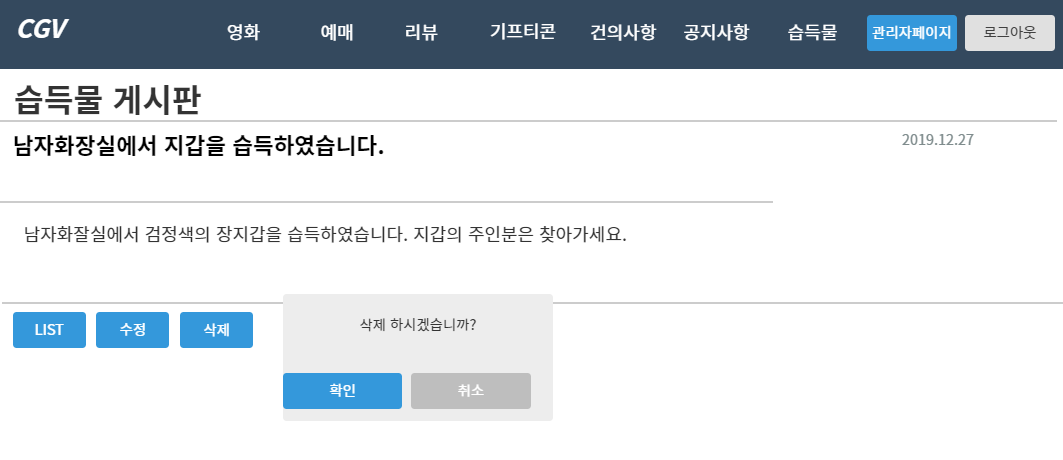 CGV 영화 예매 리뷰 기프티콘 건의사항 공지사항 습득물 관리자페이지 로그아웃
습득물 게시판
남자화장실에서 지갑을 습득하였습니다. 2019.12.27
남자화잘실에서 검정색의 장지갑을 습득하였습니다. 지갑의 주인분은 찾아가세요.
LIST 수정 삭제
삭제 하시겠습니까?
확인 취소